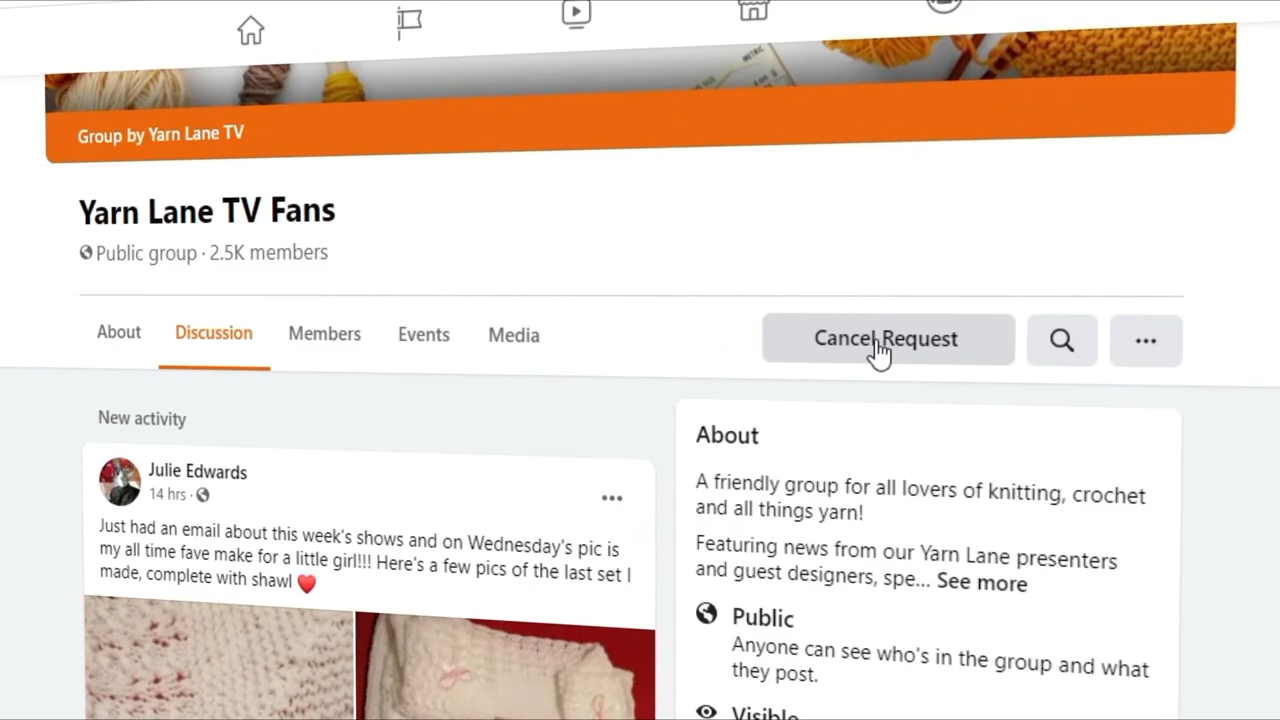 Group by Yarn Lane TV
Yarn Lane TV Fans
Public group · 2.5K members
About
Discussion
Members
Events
Media
Cancel Request
New activity
Julie Edwards
14 hrs ·
Just had an email about this week's shows and on Wednesday's pic is
my all time fave make for a little girl!!! Here's a few pics of the last set I
made, complete with shawl ❤️
About
A friendly group for all lovers of knitting, crochet
and all things yarn!
Featuring news from our Yarn Lane presenters
and guest designers, spe... See more
Public
Anyone can see who's in the group and what
they post.
Visible